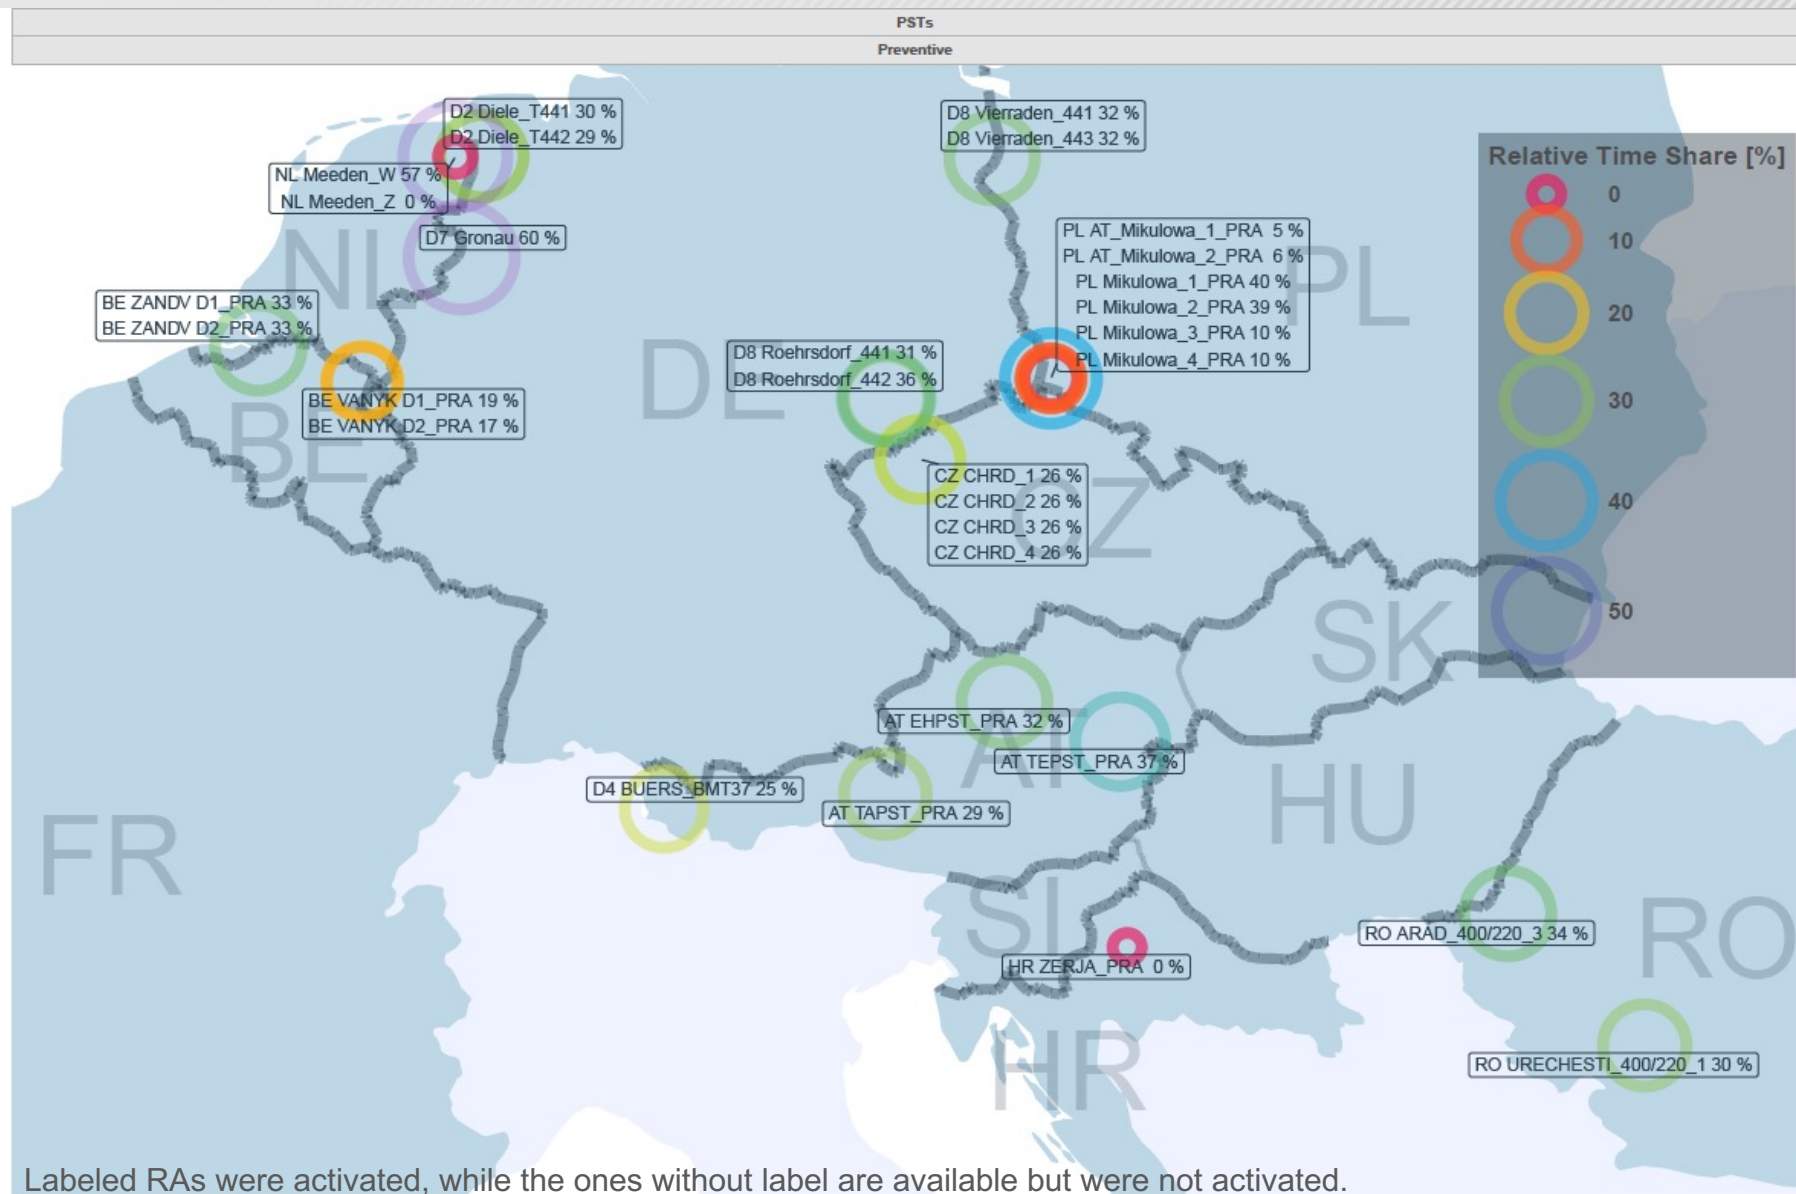 PSTs
Preventive
D2 Diele_T441 30 %
D2 Diele_T442 29 %
D8 Vierraden_441 32 %
D8 Vierraden_443 32 %
Relative Time Share [%]
0
10
20
30
40
50
NL Meeden_W 57 %
NL Meeden_Z 0 %
D7 Gronau 60 %
NL
PL AT_Mikulowa_1_PRA 5 %
PL AT_Mikulowa_2_PRA 6 %
PL Mikulowa_1_PRA 40 %
PL Mikulowa_2_PRA 39 %
PL Mikulowa_3_PRA 10 %
PL Mikulowa_4_PRA 10 %
PL
BE ZANDV D1_PRA 33 %
BE ZANDV D2_PRA 33 %
D8 Roehrsdorf_441 31 %
D8 Roehrsdorf_442 36 %
DE
BE VANYK D1_PRA 19 %
BE VANYK D2_PRA 17 %
BE
CZ CHRD_1 26 %
CZ CHRD_2 26 %
CZ CHRD_3 26 %
CZ CHRD_4 26 %
CZ
SK
AT EHPST_PRA 32 %
AT
AT TEPST_PRA 37 %
D4 BUERS_BMT37 25 %
AT TAPST_PRA 29 %
HU
FR
SI
RO ARAD_400/220_3 34 %
RO
HR ZERJA_PRA 0 %
HR
RO URECHESTI_400/220_1 30 %
Labeled RAs were activated, while the ones without label are available but were not activated.